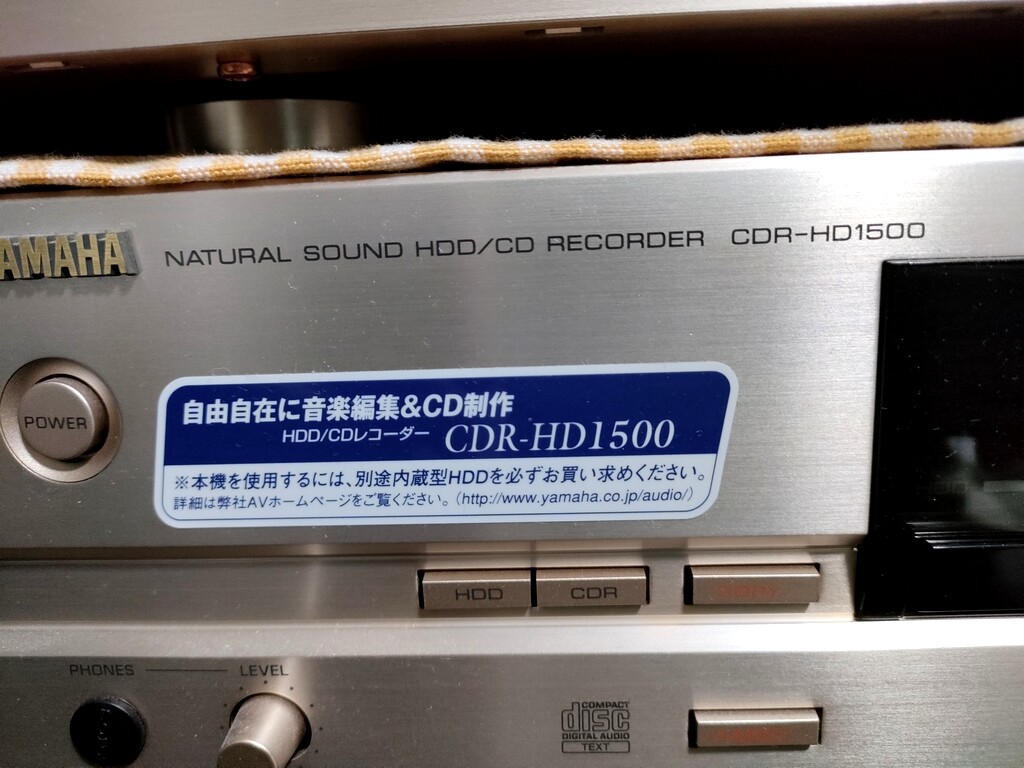 YAMAHA
NATURAL SOUND HDD/CD RECORDER CDR-HD1500
POWER
自由自在に音楽編集&CD制作
HDD/CDレコーダー CDR-HD1500
※本機を使用するには、別途内蔵型HDDを必ずお買い求めください。
詳細は弊社AVホームページをご覧ください。(http://www.yamaha.co.jp/audio/)
HDD
CDR
COPY
PHONES
LEVEL
COMPACT
disc
DIGITAL AUDIO
TEXT